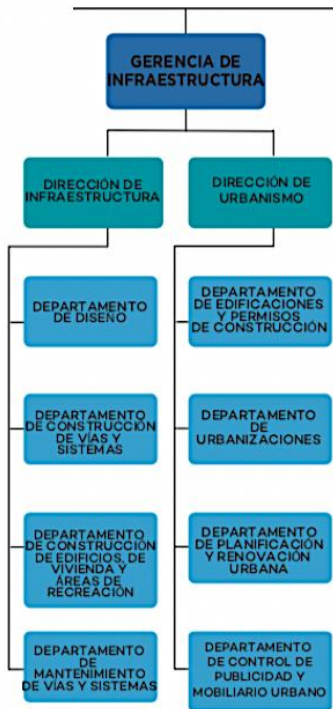 GERENCIA DE
INFRAESTRUCTURA
DIRECCIÓN DE
INFRAESTRUCTURA
DIRECCIÓN DE
URBANISMO
DEPARTAMENTO
DE DISEÑO
DEPARTAMENTO
DE EDIFICACIONES
Y PERMISOS
DE CONSTRUCCIÓN
DEPARTAMENTO
DE CONSTRUCCIÓN
DE VÍAS Y
SISTEMAS
DEPARTAMENTO
DE
URBANIZACIONES
DEPARTAMENTO
DE CONSTRUCCIÓN
DE EDIFICIOS, DE
VIVIENDA Y
ÁREAS DE
RECREACIÓN
DEPARTAMENTO
DE PLANIFICACIÓN
Y RENOVACIÓN
URBANA
DEPARTAMENTO
DE
MANTENIMIENTO
DE VÍAS Y SISTEMAS
DEPARTAMENTO
DE CONTROL DE
PUBLICIDAD Y
MOBILIARIO URBANO